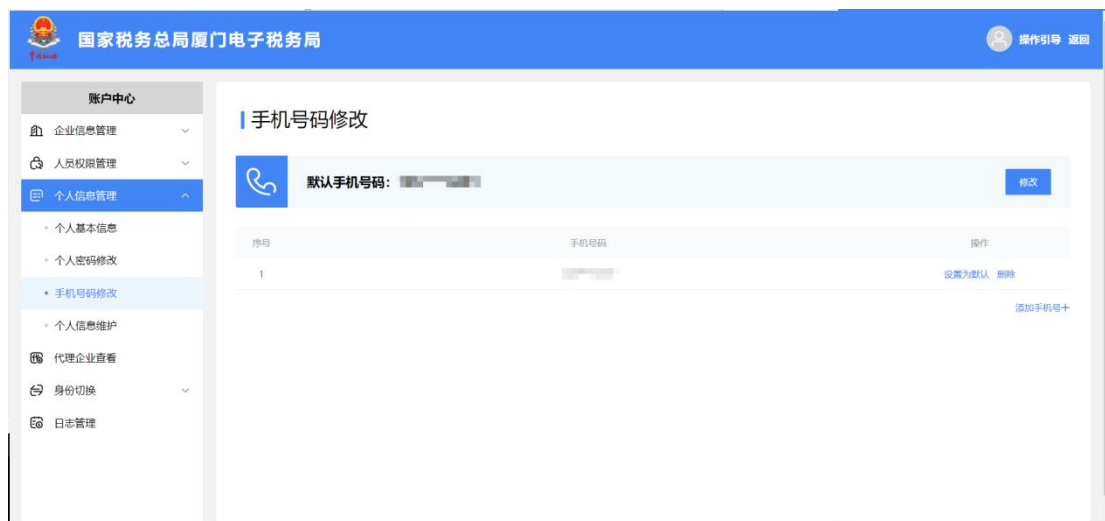 国家税务总局厦门电子税务局
操作引导 返回
账户中心
企业信息管理
人员权限管理
个人信息管理
个人基本信息
个人密码修改
手机号码修改
个人信息维护
代理企业查看
身份切换
日志管理
手机号码修改
默认手机号码：
修改
序号 手机号码 操作
1 设置为默认 删除
添加手机号+